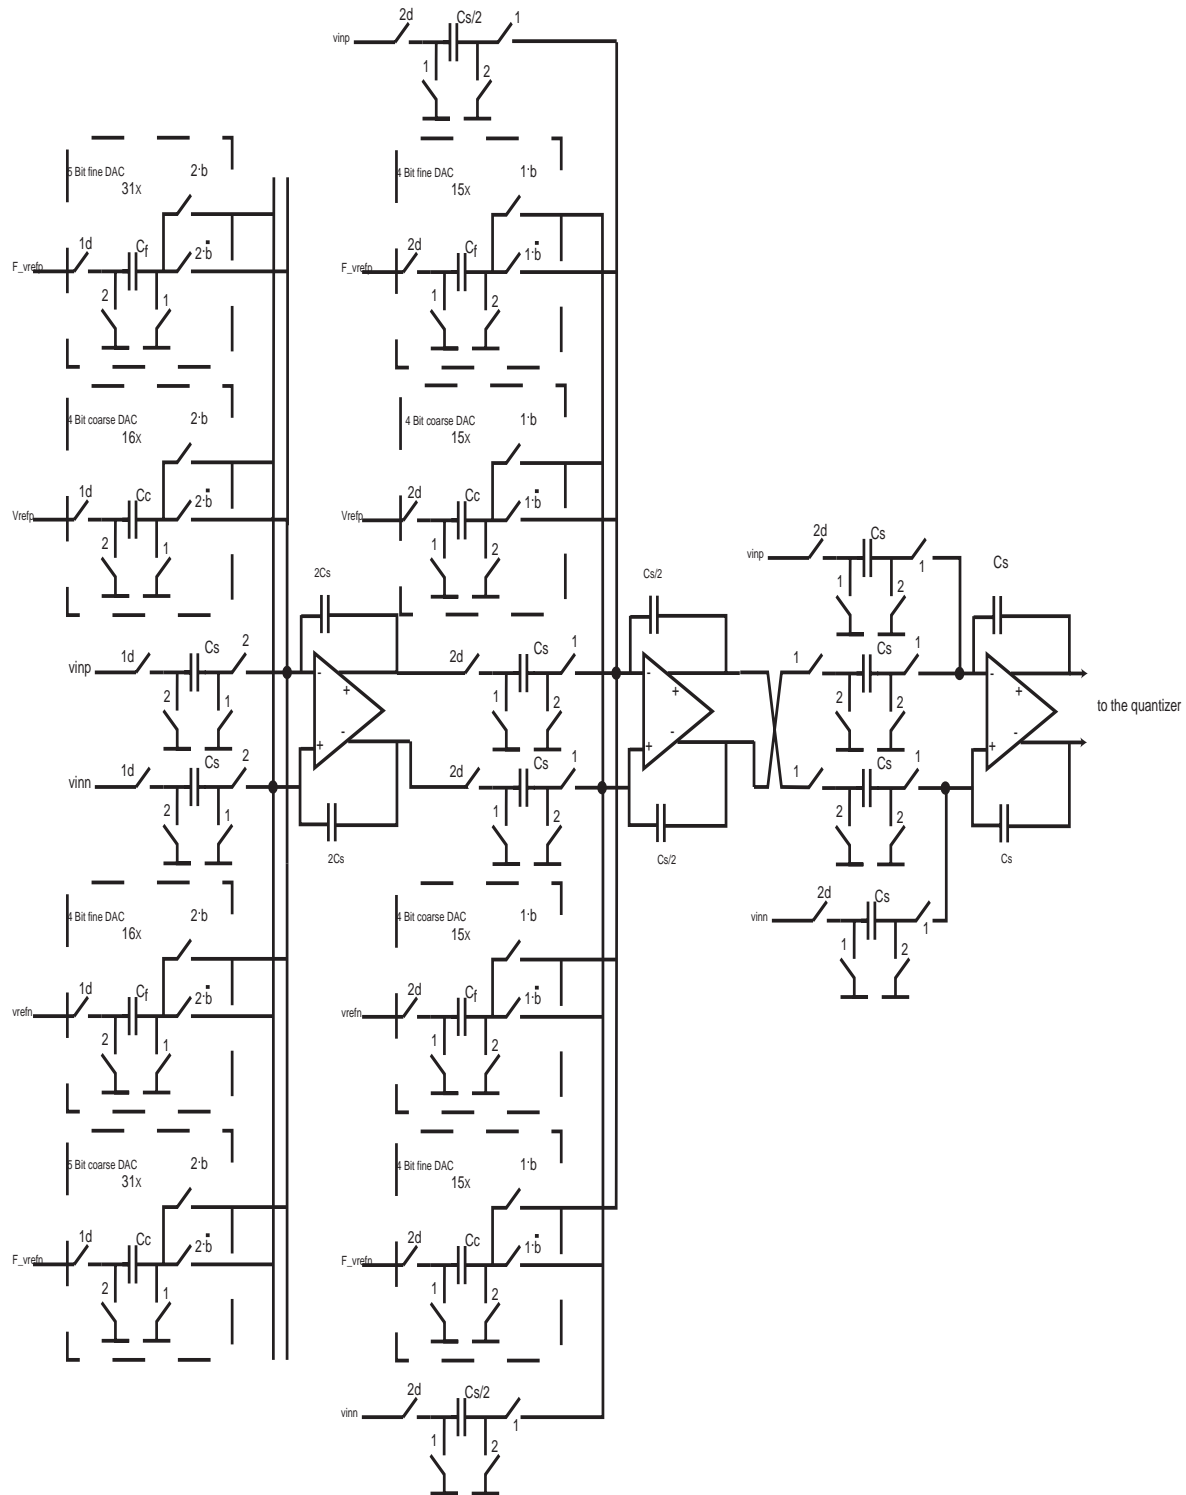 2d
Cs/2
1
vinp
1
2
5 Bit fine DAC
31x
2·b
1d
Cf
2·b
F_vrefp
2
1
4 Bit fine DAC
15x
1·b
2d
Cf
1·b
F_vrefp
1
2
4 Bit coarse DAC
16x
2·b
1d
Cc
2·b
Vrefp
2
1
4 Bit coarse DAC
15x
1·b
2d
Cc
1·b
Vrefp
1
2
2Cs
Cs/2
2d
Cs
1
vinp
1
2
Cs
vinp
1d
Cs
2
2
1
-
+
2d
Cs
1
1
2
-
+
1
Cs
1
2
2
-
+
to the quantizer
vinn
1d
Cs
2
2
1
+
-
2d
Cs
1
1
2
+
-
1
Cs
1
2
2
+
-
2Cs
Cs/2
Cs
vinn
2d
Cs
1
1
2
4 Bit fine DAC
16x
2·b
1d
Cf
2·b
vrefn
2
1
4 Bit coarse DAC
15x
1·b
2d
Cf
1·b
vrefn
1
2
5 Bit coarse DAC
31x
2·b
1d
Cc
2·b
F_vrefn
2
1
4 Bit fine DAC
15x
1·b
2d
Cc
1·b
F_vrefn
1
2
2d
Cs/2
1
vinn
1
2